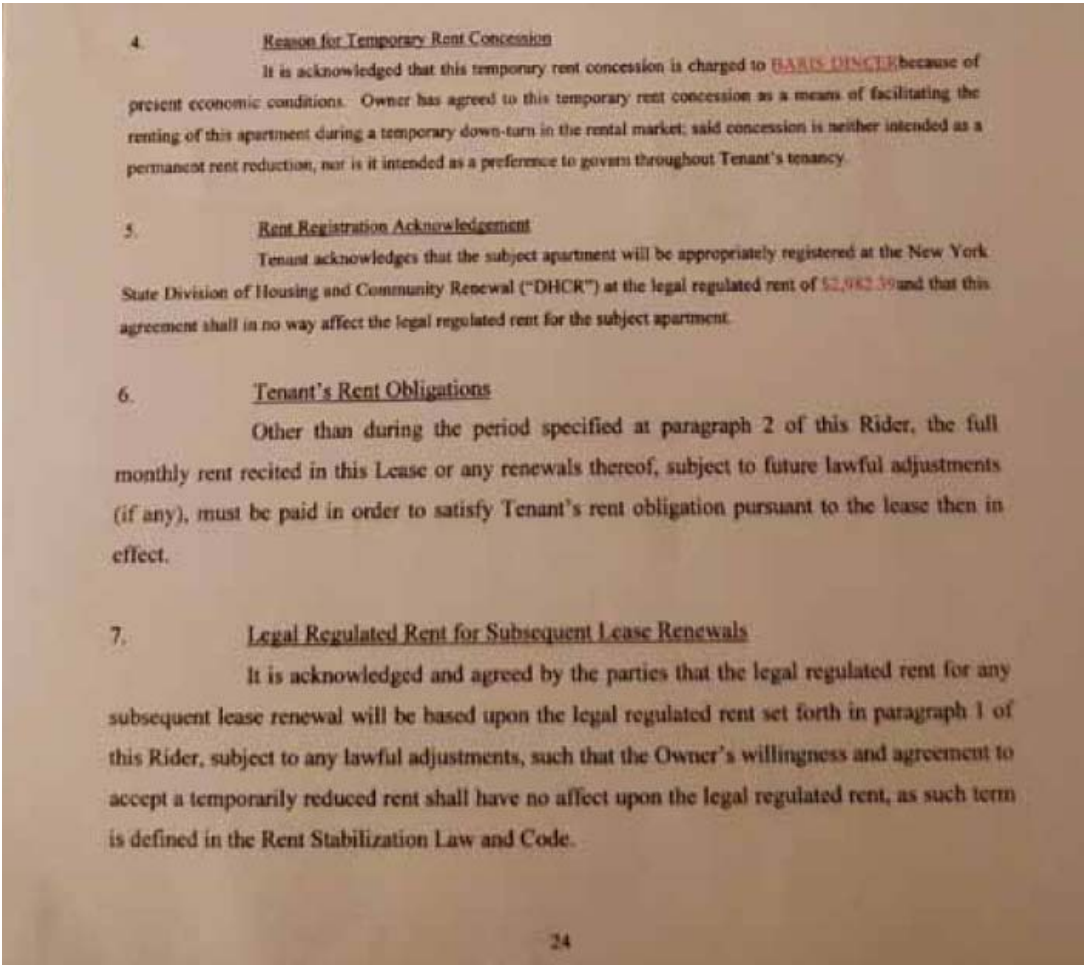 4. Reason for Temporary Rent Concession
It is acknowledged that this temporary rent concession is charged to BARIS DINCERbecause of
present economic conditions. Owner has agreed to this temporary rent concession as a means of facilitating the
renting of this apartment during a temporary down-turn in the rental market; said concession is neither intended as a
permanent rent reduction, nor is it intended as a preference to govern throughout Tenant's tenancy.
5. Rent Registration Acknowledgement
Tenant acknowledges that the subject apartment will be appropriately registered at the New York
State Division of Housing and Community Renewal ("DHCR") at the legal regulated rent of $2,982.39and that this
agreement shall in no way affect the legal regulated rent for the subject apartment.
6. Tenant's Rent Obligations
Other than during the period specified at paragraph 2 of this Rider, the full
monthly rent recited in this Lease or any renewals thereof, subject to future lawful adjustments
(if any), must be paid in order to satisfy Tenant's rent obligation pursuant to the lease then in
effect.
7. Legal Regulated Rent for Subsequent Lease Renewals
It is acknowledged and agreed by the parties that the legal regulated rent for any
subsequent lease renewal will be based upon the legal regulated rent set forth in paragraph 1 of
this Rider, subject to any lawful adjustments, such that the Owner's willingness and agreement to
accept a temporarily reduced rent shall have no affect upon the legal regulated rent, as such term
is defined in the Rent Stabilization Law and Code.
24